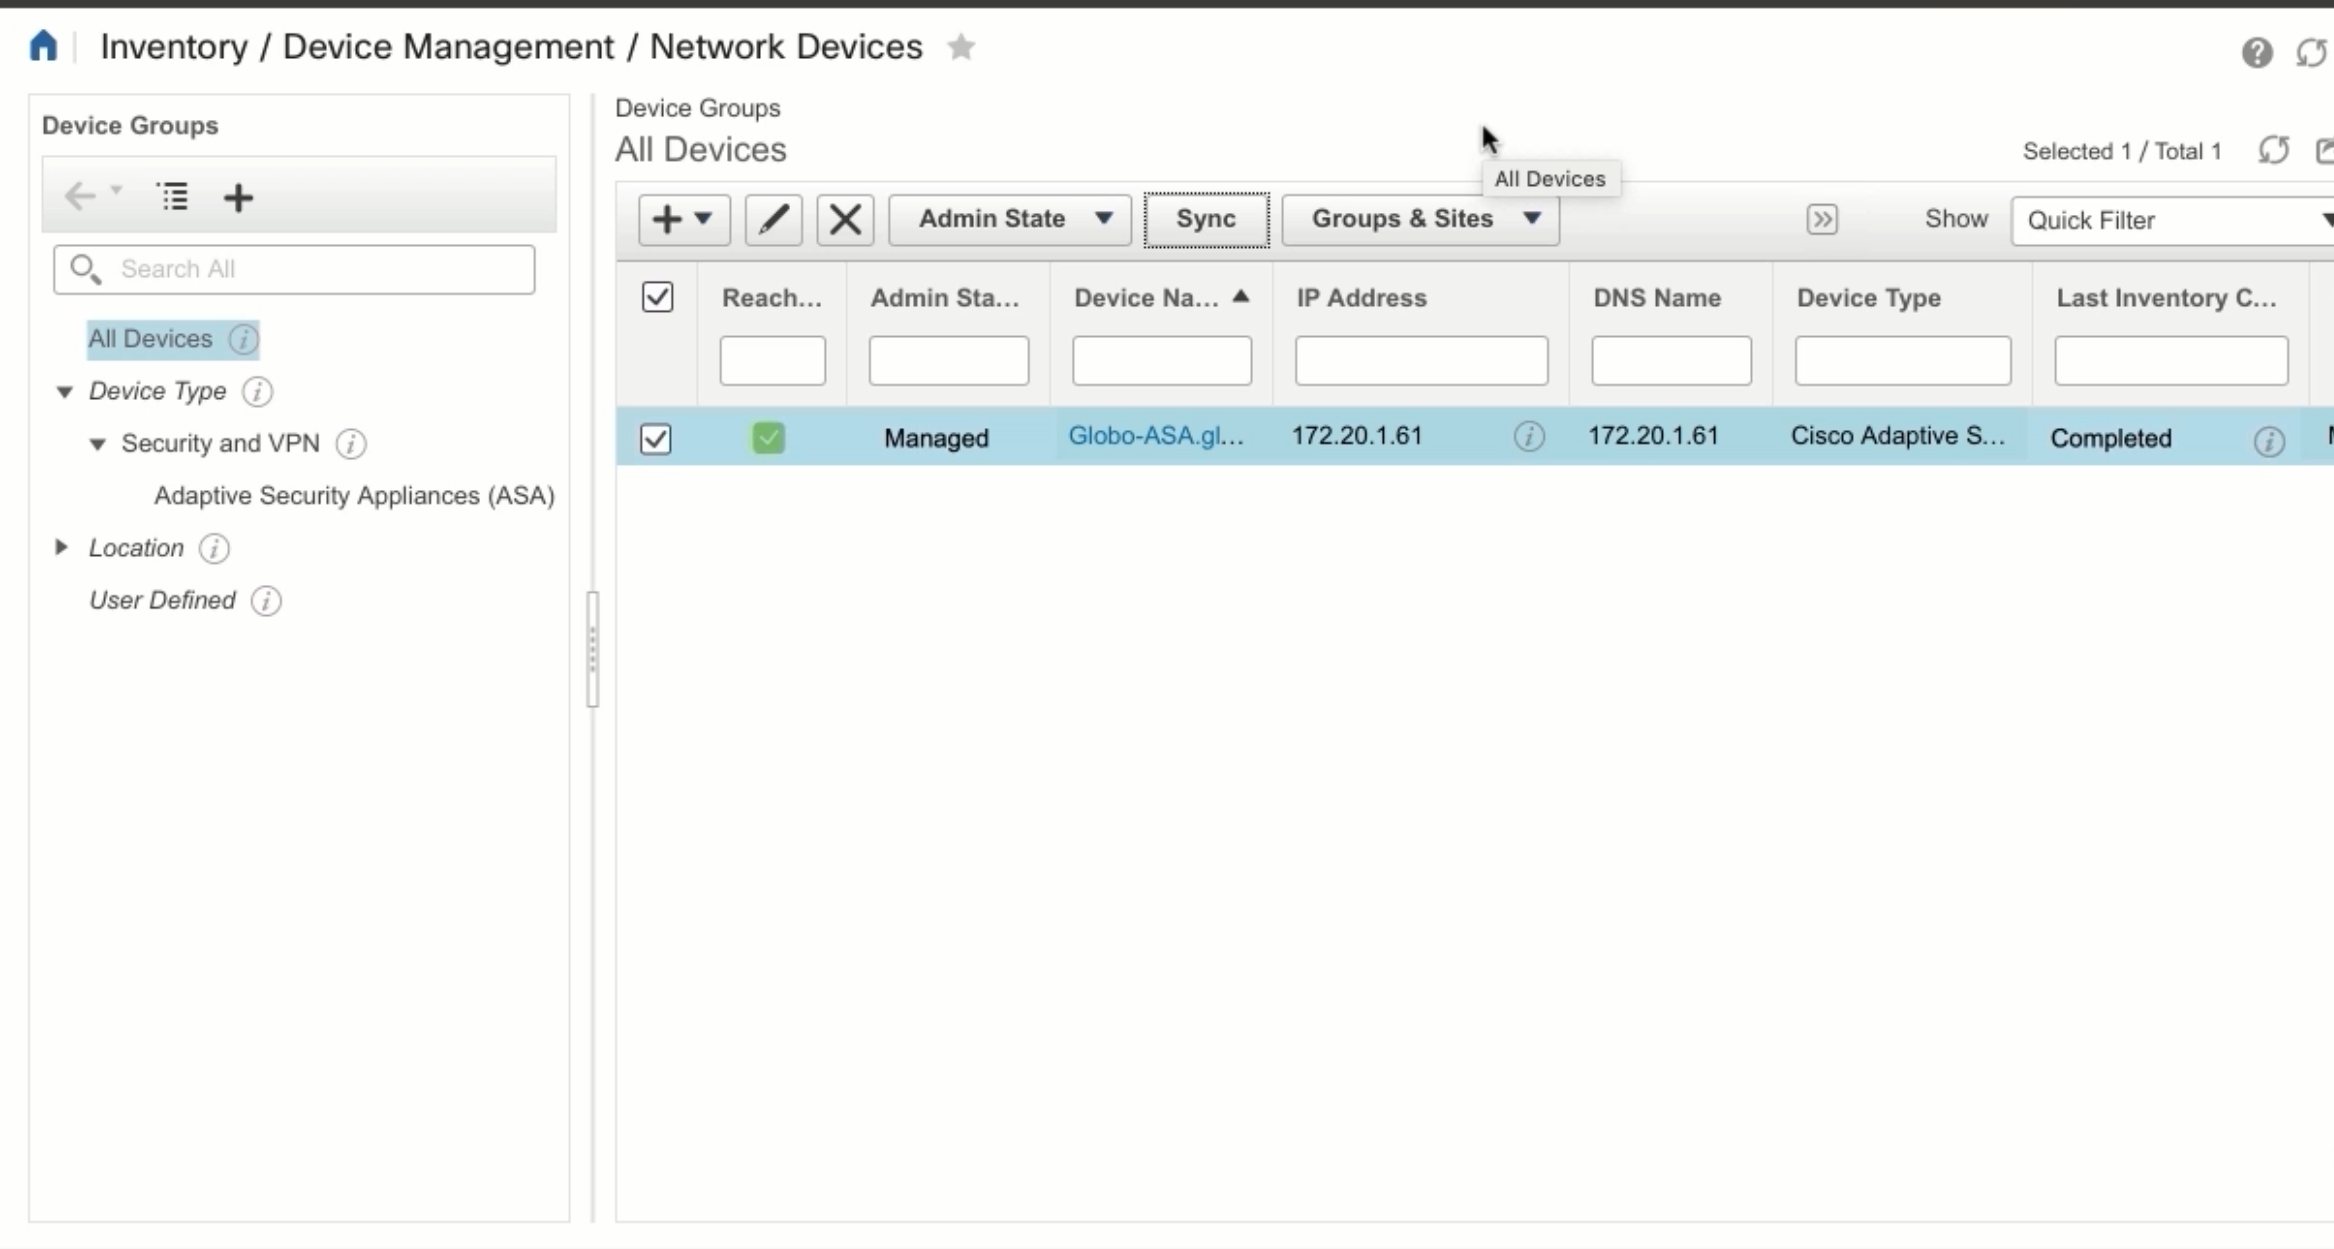 Inventory / Device Management / Network Devices
Device Groups
Search All
All Devices
Device Type
Security and VPN
Adaptive Security Appliances (ASA)
Location
User Defined
Device Groups
All Devices
Selected 1 / Total 1
All Devices
Admin State Sync Groups & Sites Show Quick Filter
Reach... Admin Sta... Device Na... IP Address DNS Name Device Type Last Inventory C...
Managed Globo-ASA.gl... 172.20.1.61 172.20.1.61 Cisco Adaptive S... Completed